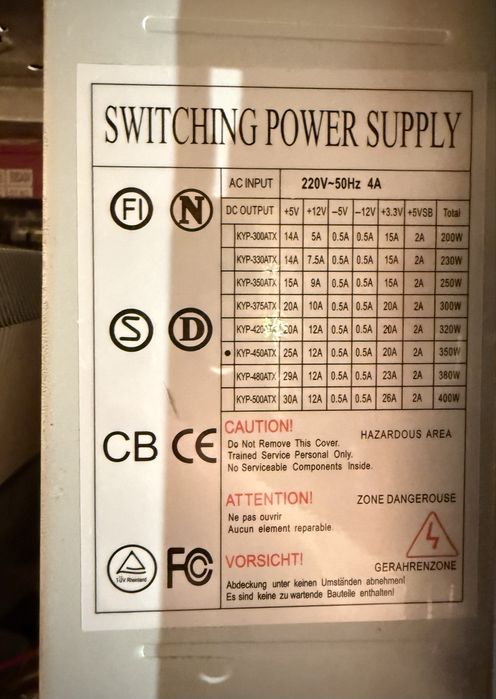 SWITCHING POWER SUPPLY
AC INPUT 220V~50Hz 4A
DC OUTPUT +5V +12V –5V –12V +3.3V +5VSB Total
KYP-300ATX 14A 5A 0.5A 0.5A 15A 2A 200W
KYP-330ATX 14A 7.5A 0.5A 0.5A 15A 2A 230W
KYP-350ATX 15A 9A 0.5A 0.5A 15A 2A 250W
KYP-375ATX 20A 10A 0.5A 0.5A 20A 2A 300W
KYP-420ATX 20A 12A 0.5A 0.5A 20A 2A 320W
• KYP-450ATX 25A 12A 0.5A 0.5A 20A 2A 350W
KYP-480ATX 29A 12A 0.5A 0.5A 23A 2A 380W
KYP-500ATX 30A 12A 0.5A 0.5A 26A 2A 400W
FI N
S D
CB CE
TÜV Rheinland FC
CAUTION! HAZARDOUS AREA
Do Not Remove This Cover.
Trained Service Personal Only.
No Serviceable Components Inside.
ATTENTION! ZONE DANGEROUSE
Ne pas ouvrir
Aucun element reparable.
VORSICHT! GERAHRENZONE
Abdeckung unter keinen Umständen abnehmen!
Es sind keine zu wartende Bauteile enthalten!